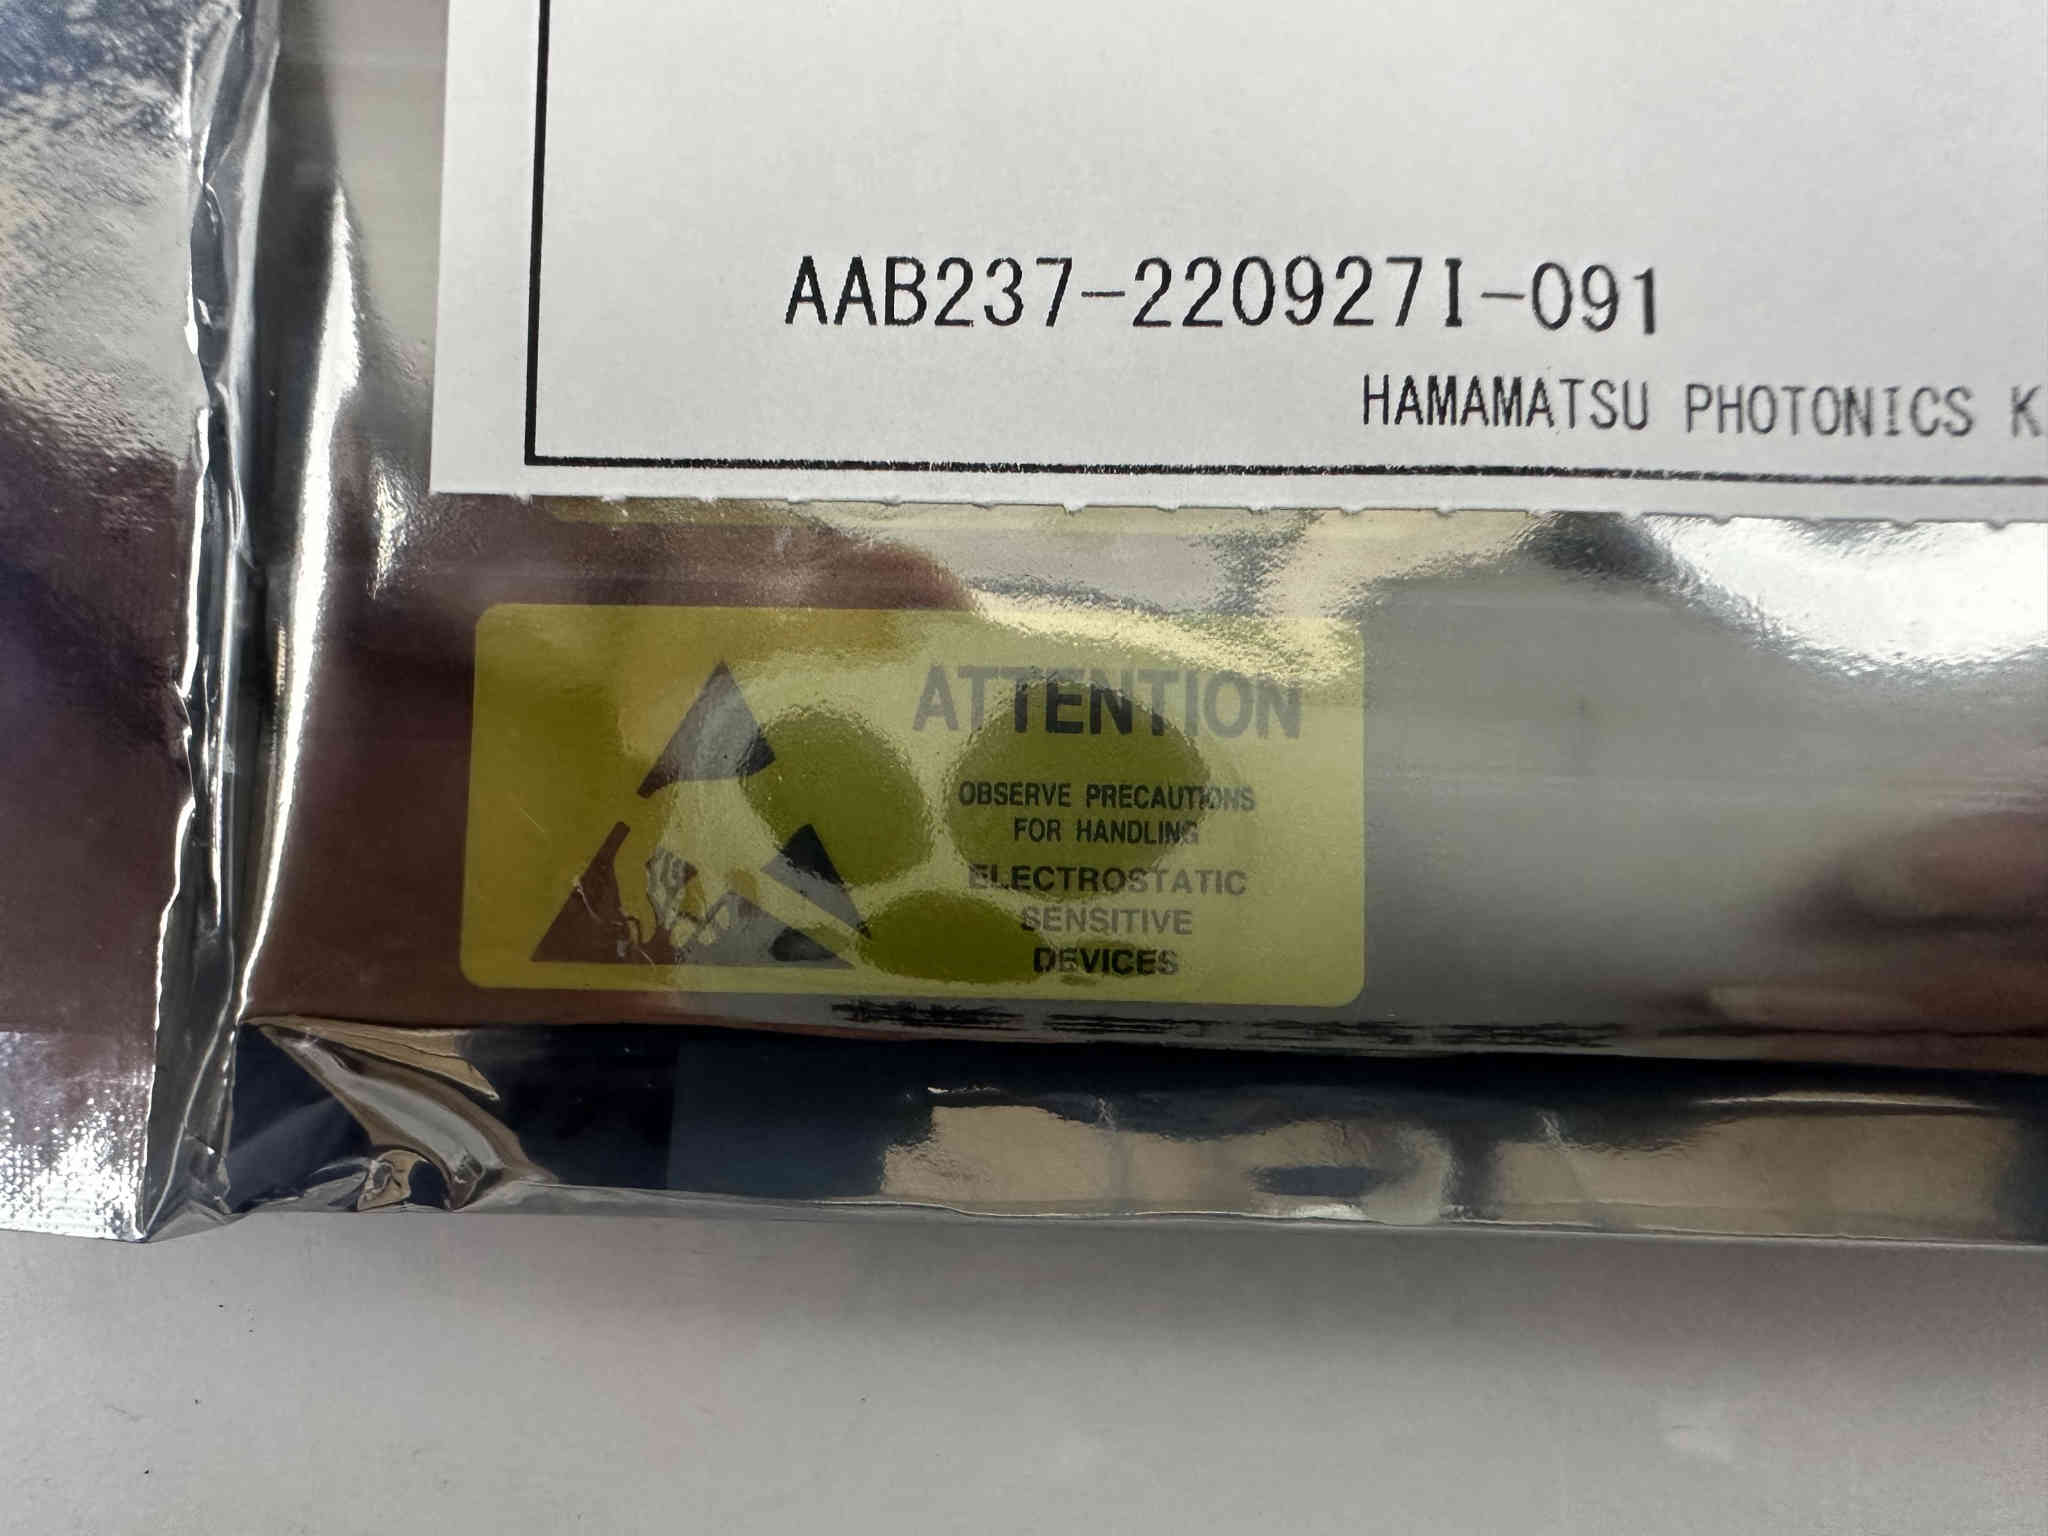 AAB237-220927I-091
HAMAMATSU PHOTONICS K.
ATTENTION
OBSERVE PRECAUTIONS
FOR HANDLING
ELECTROSTATIC
SENSITIVE
DEVICES